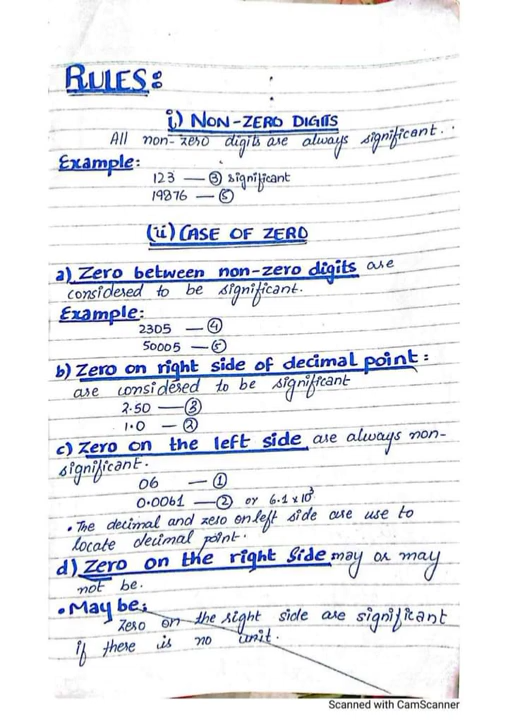 RULES:
i) NON-ZERO DIGITS
All non-zero digits are always significant.
Example:
123 — ③ significant
19876 — ⑤
(ii) CASE OF ZERO
a) Zero between non-zero digits are
considered to be significant.
Example:
2305 — ④
50005 — ⑤
b) Zero on right side of decimal point:
are considered to be significant
2.50 — ③
1.0 — ②
c) Zero on the left side are always non-
significant.
06 — ①
0.0061 — ② or 6.1x10³
• The decimal and zero on left side are use to
locate decimal point.
d) Zero on the right side may or may
not be.
• May be:
Zero on the right side are significant
if there is no unit.
Scanned with CamScanner